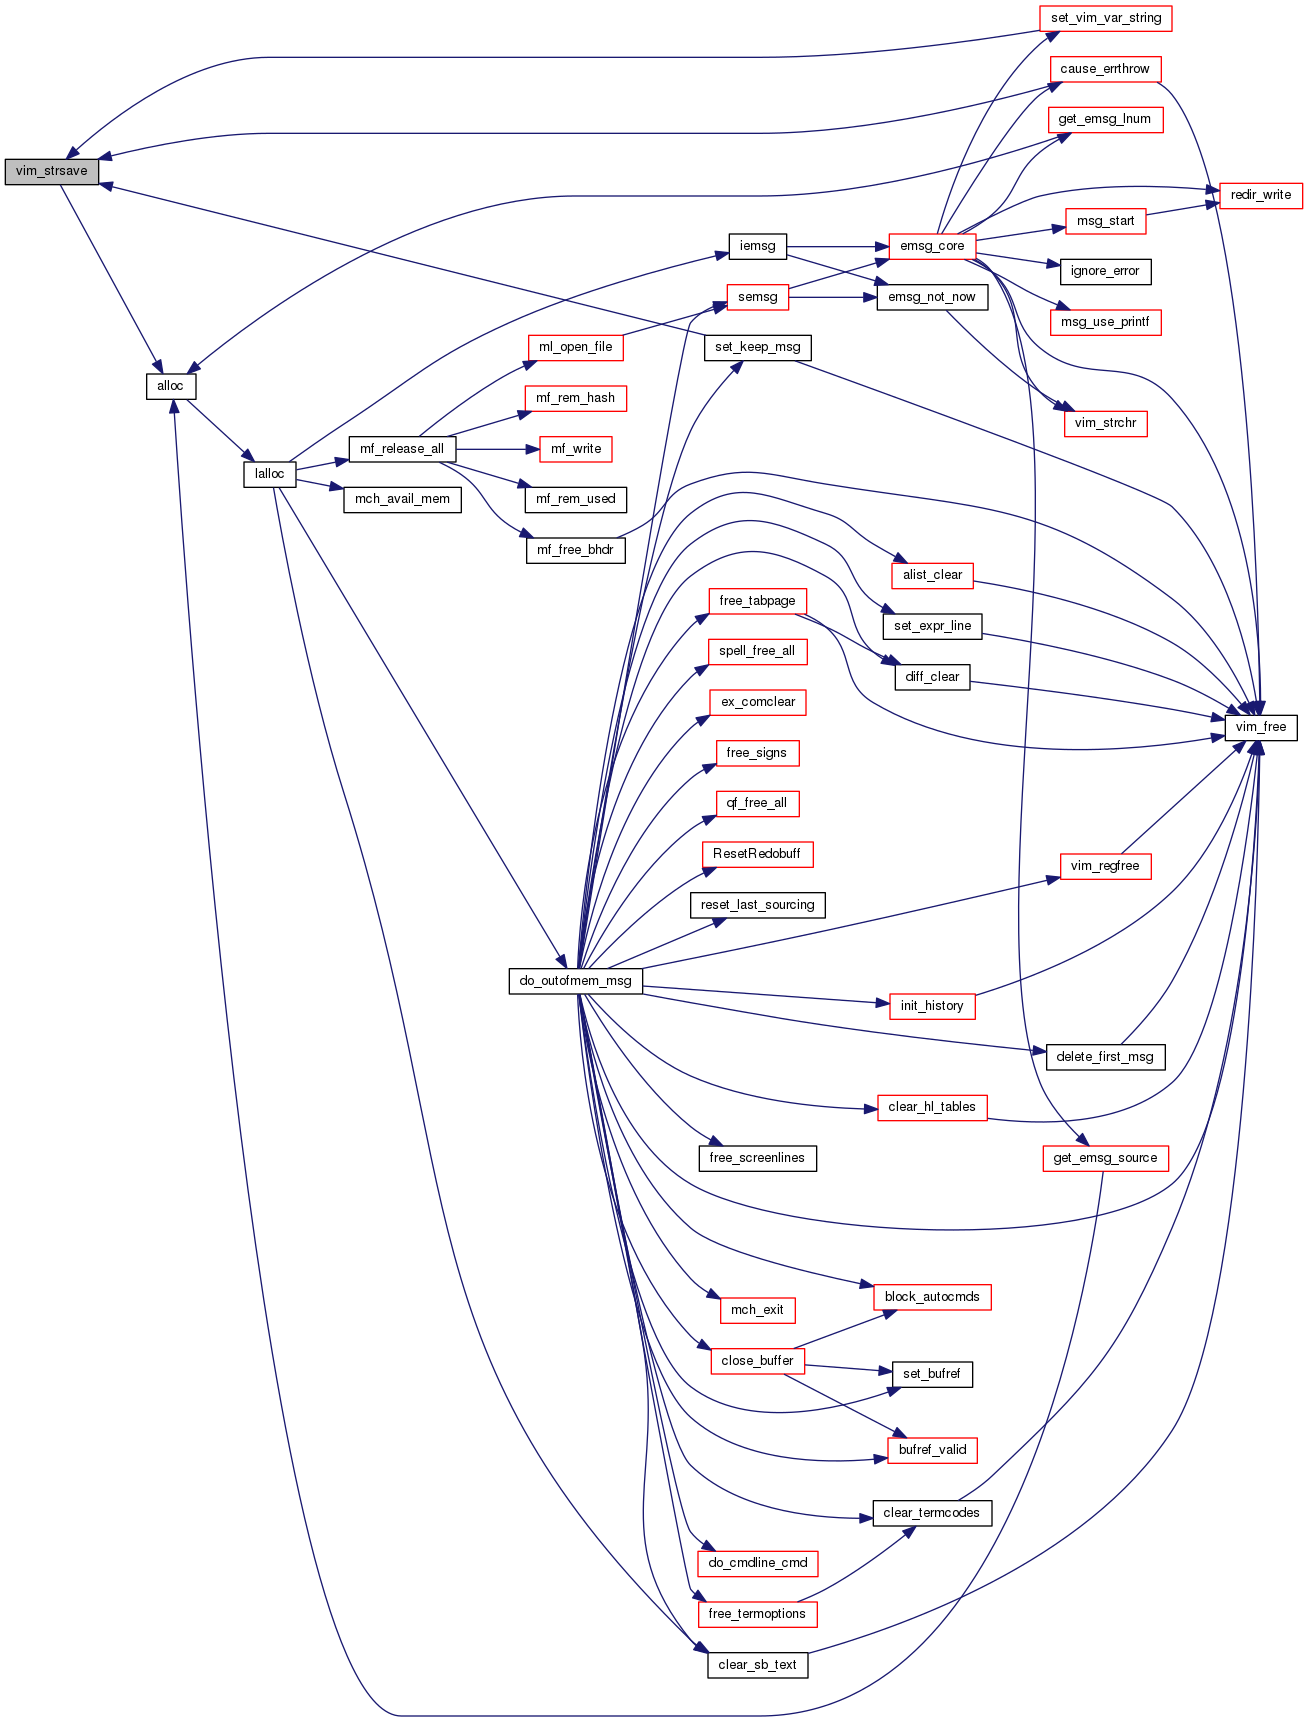 set_vim_var_string
cause_errthrow
get_emsg_lnum
vim_strsave
redir_write
msg_start
iemsg
emsg_core
ignore_error
semsg
emsg_not_now
msg_use_printf
ml_open_file
set_keep_msg
alloc
mf_rem_hash
vim_strchr
mf_release_all
mf_write
lalloc
mch_avail_mem
mf_rem_used
mf_free_bhdr
alist_clear
free_tabpage
set_expr_line
spell_free_all
diff_clear
ex_comclear
vim_free
free_signs
qf_free_all
ResetRedobuff
vim_regfree
reset_last_sourcing
do_outofmem_msg
init_history
delete_first_msg
clear_hl_tables
free_screenlines
get_emsg_source
block_autocmds
mch_exit
close_buffer
set_bufref
bufref_valid
clear_termcodes
do_cmdline_cmd
free_termoptions
clear_sb_text